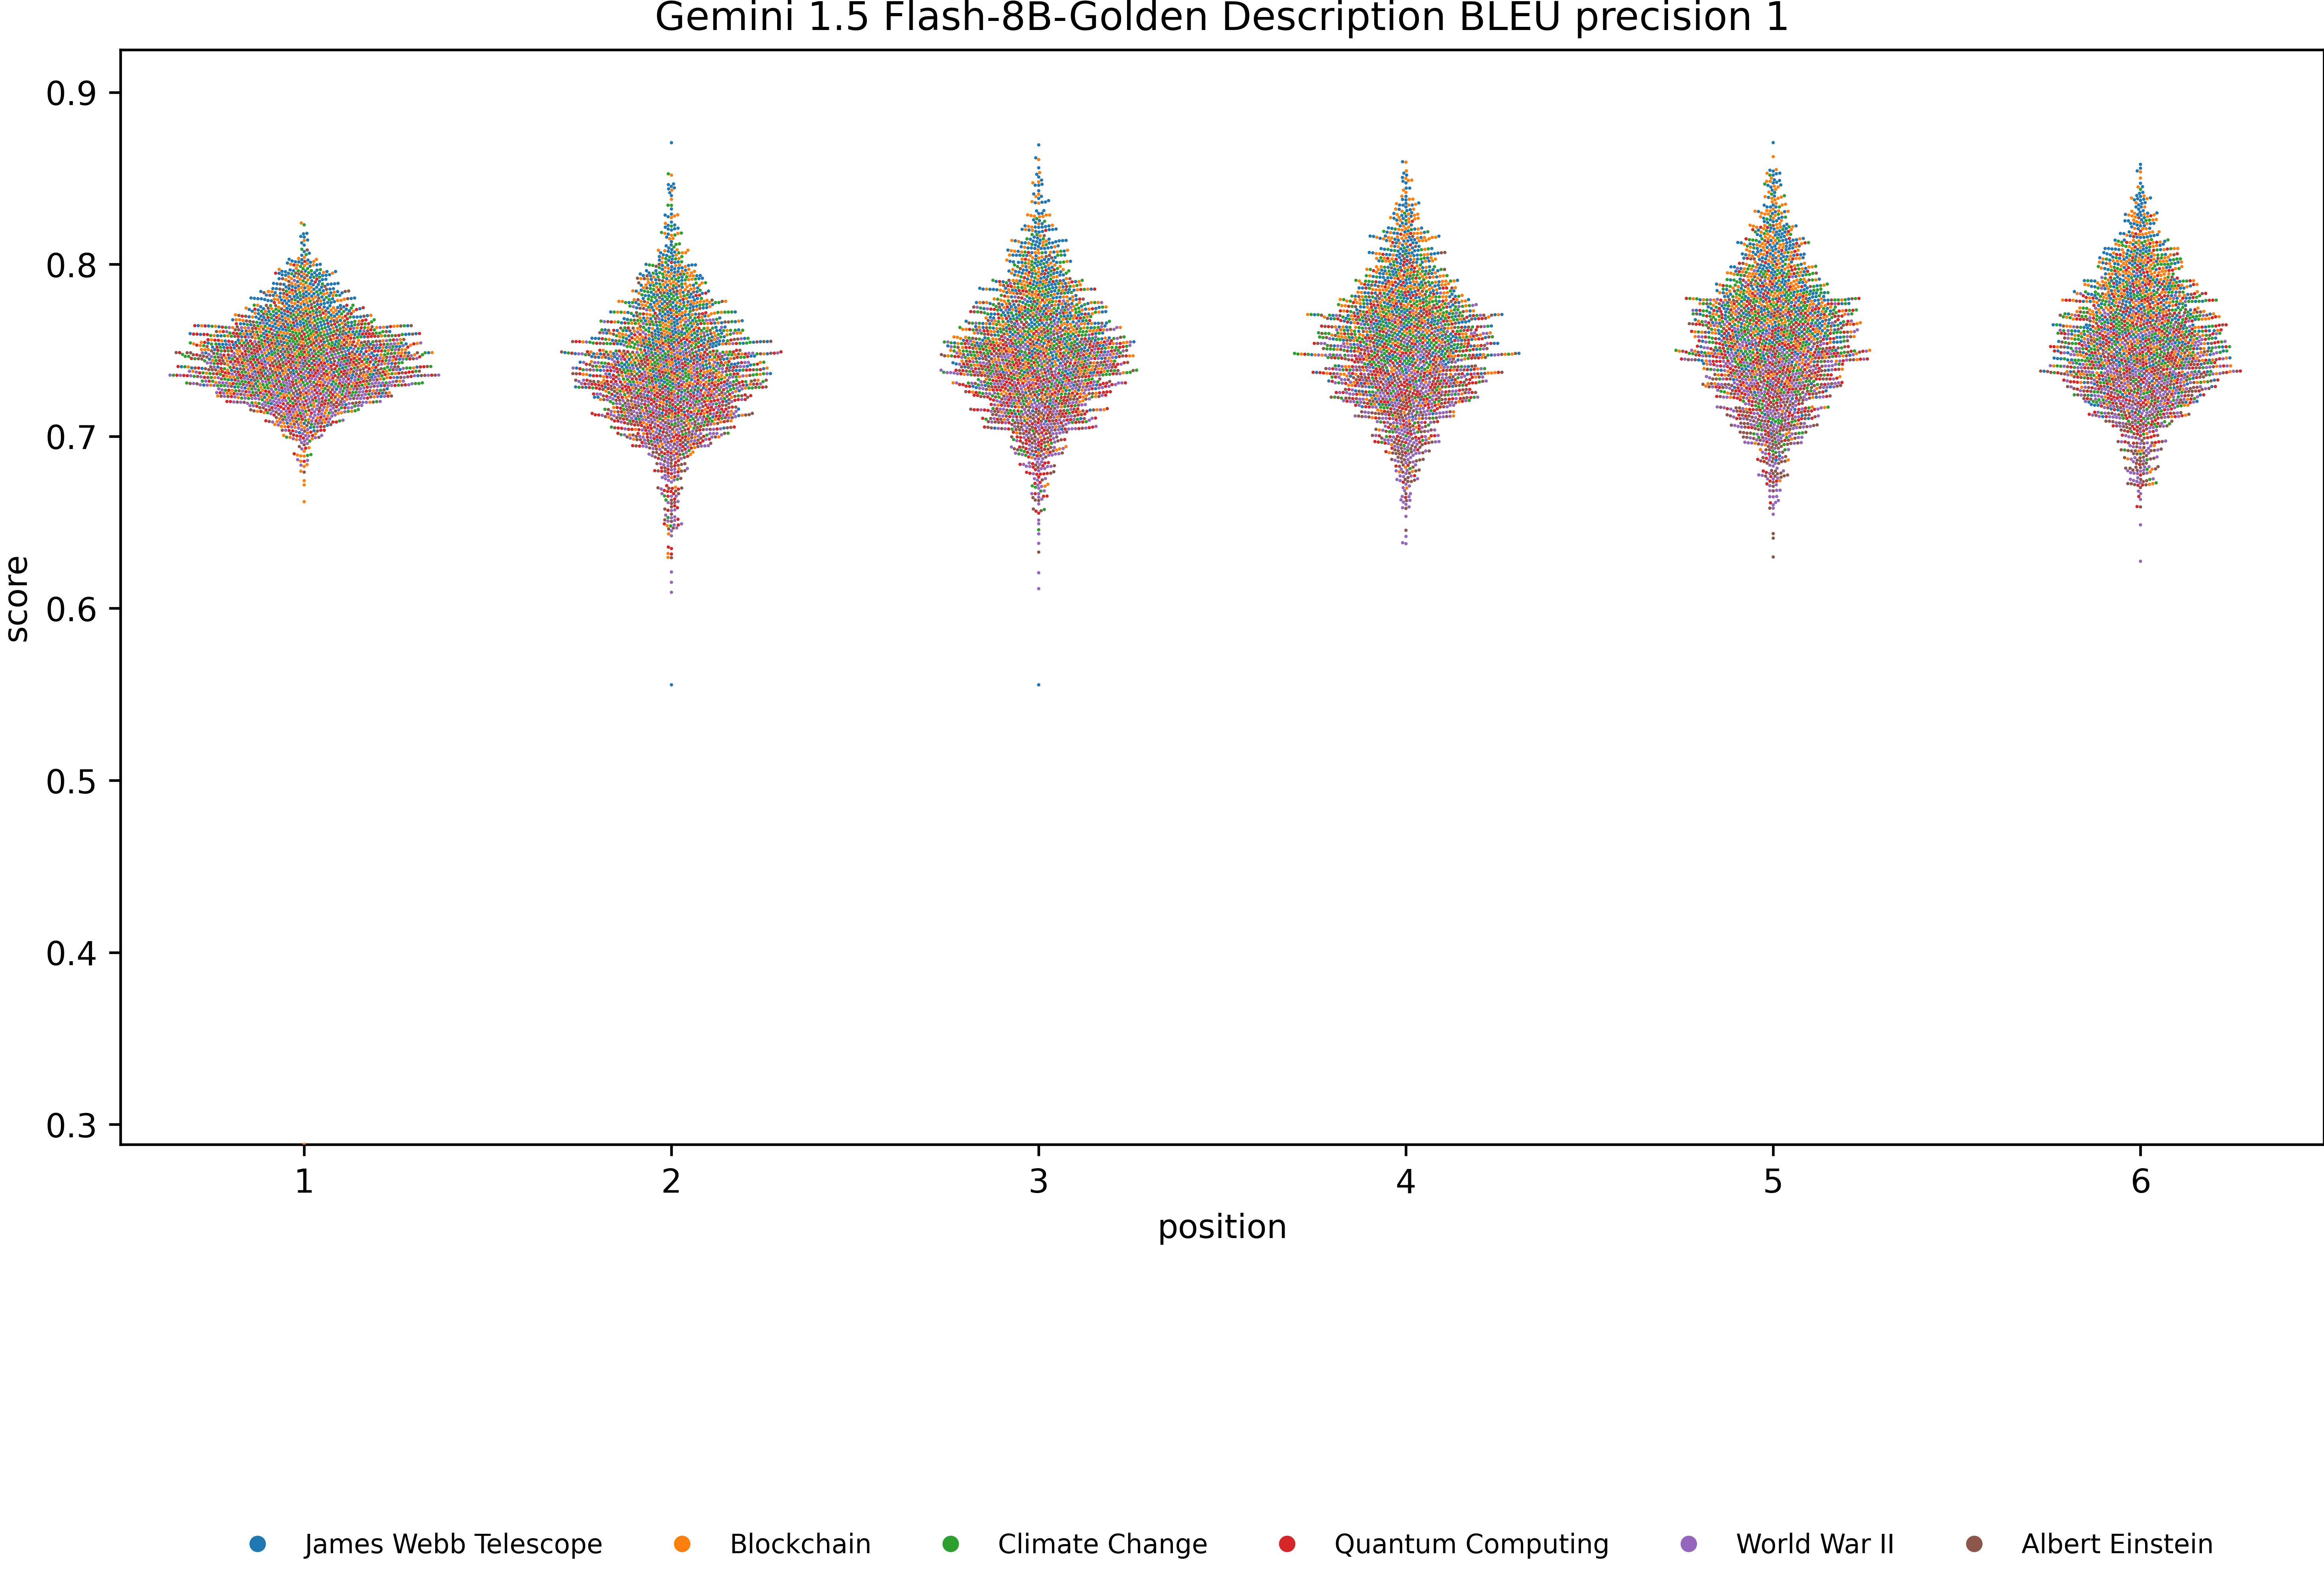 Gemini 1.5 Flash-8B-Golden Description BLEU precision 1
0.9
0.8
0.7
0.6
0.5
0.4
0.3
score
1 2 3 4 5 6
position
James Webb Telescope Blockchain Climate Change Quantum Computing World War II Albert Einstein